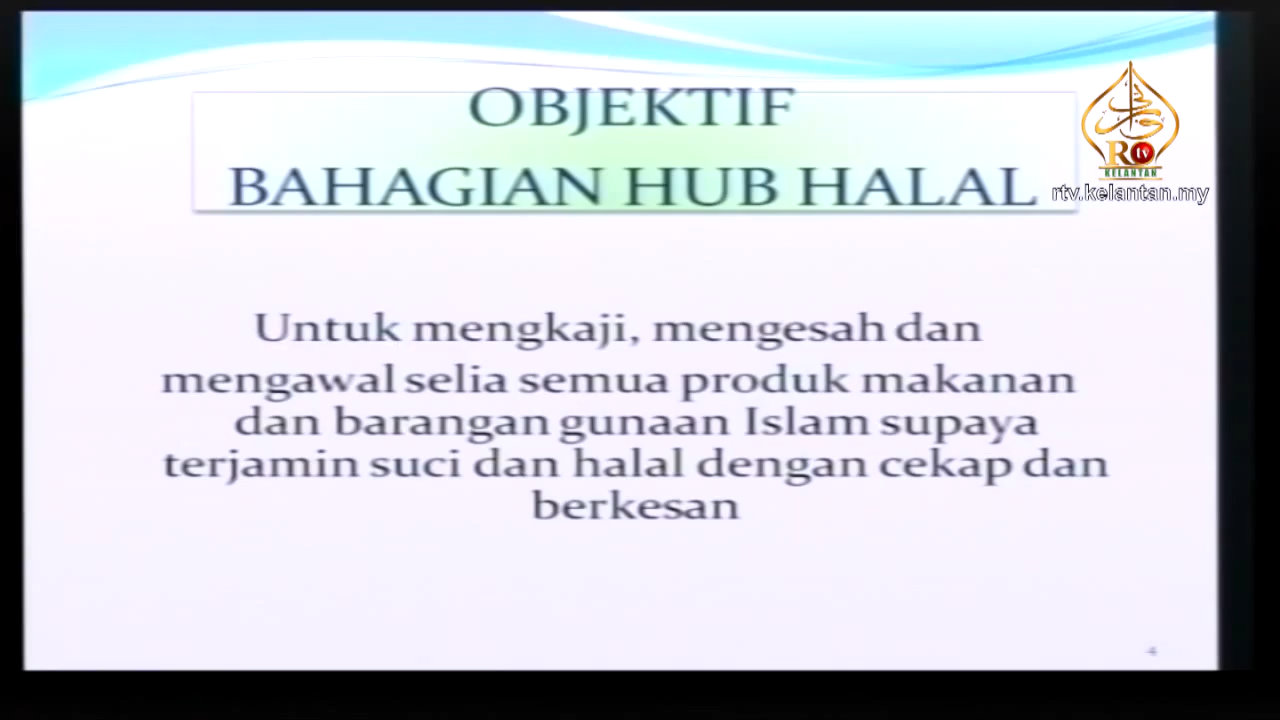 OBJEKTIF
BAHAGIAN HUB HALAL
Untuk mengkaji, mengesah dan
mengawal selia semua produk makanan
dan barangan gunaan Islam supaya
terjamin suci dan halal dengan cekap dan
berkesan
4
R tv
KELANTAN
rtv.kelantan.my